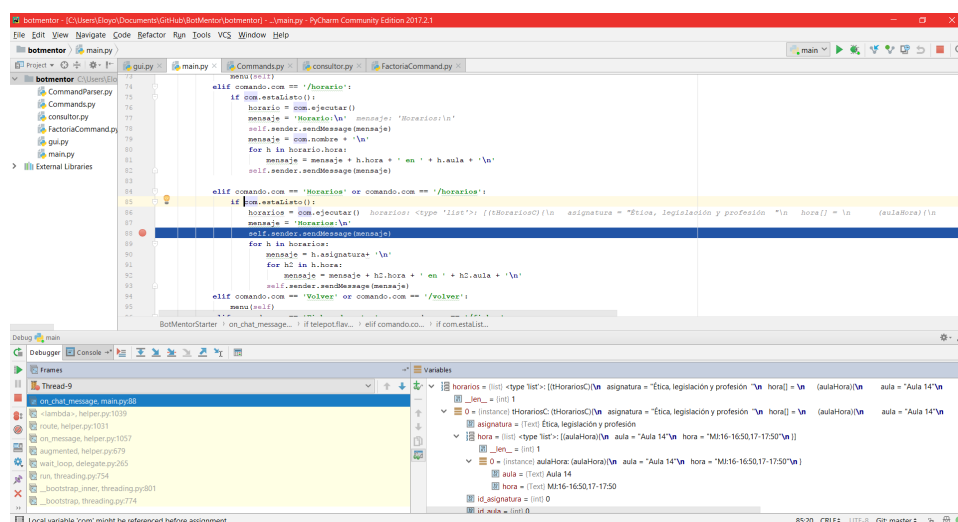 botmentor - [C:\Users\Eloyo\Documents\GitHub\BotMentor\botmentor] - ...\main.py - PyCharm Community Edition 2017.2.1
File Edit View Navigate Code Refactor Run Tools VCS Window Help
botmentor main.py
main
Project
gui.py main.py Commands.py consultor.py FactoriaCommand.py
botmentor C:\Users\Elo
CommandParser.py
Commands.py
consultor.py
FactoriaCommand.py
gui.py
main.py
External Libraries
73 menu(self)
74 elif comando.com == '/horario':
75 if com.estaListo():
76 horario = com.ejecutar()
77 mensaje = 'Horario:\n' mensaje: 'Horarios:\n'
78 self.sender.sendMessage(mensaje)
79 mensaje = com.nombre + '\n'
80 for h in horario.hora:
81 mensaje = mensaje + h.hora + ' en ' + h.aula + '\n'
82 self.sender.sendMessage(mensaje)
83
84 elif comando.com == 'Horarios' or comando.com == '/horarios':
85 if com.estaListo():
86 horarios = com.ejecutar() horarios: <type 'list'>: [(tHorariosC){\n asignatura = "Ética, legislación y profesión "\n hora[] = \n (aulaHora){\n
87 mensaje = 'Horarios:\n'
88 self.sender.sendMessage(mensaje)
89 for h in horarios:
90 mensaje = h.asignatura+ '\n'
91 for h2 in h.hora:
92 mensaje = mensaje + h2.hora + ' en ' + h2.aula + '\n'
93 self.sender.sendMessage(mensaje)
94 elif comando.com == 'Volver' or comando.com == '/volver':
95 menu(self)
BotMentorStarter on_chat_message... if telepot.flav... elif comando.co... if com.estaList...
Debug main
Debugger Console
Frames
Variables
Thread-9
on_chat_message, main.py:88
<lambda>, helper.py:1039
route, helper.py:1031
on_message, helper.py:1057
augmented, helper.py:679
wait_loop, delegate.py:265
run, threading.py:754
__bootstrap_inner, threading.py:801
__bootstrap, threading.py:774
horarios = {list} <type 'list'>: [(tHorariosC){\n asignatura = "Ética, legislación y profesión "\n hora[] = \n (aulaHora){\n aula = "Aula 14"\n
__len__ = {int} 1
0 = {instance} tHorariosC: (tHorariosC){\n asignatura = "Ética, legislación y profesión "\n hora[] = \n (aulaHora){\n aula = "Aula 14"\n
asignatura = {Text} Ética, legislación y profesión
hora = {list} <type 'list'>: [(aulaHora){\n aula = "Aula 14"\n hora = "MJ:16-16:50,17-17:50"\n }]
__len__ = {int} 1
0 = {instance} aulaHora: (aulaHora){\n aula = "Aula 14"\n hora = "MJ:16-16:50,17-17:50"\n }
aula = {Text} Aula 14
hora = {Text} MJ:16-16:50,17-17:50
id_asignatura = {int} 0
id_aula = {int} 0
Local variable 'com' might be referenced before assignment
85:20 CRLF UTF-8 Git: master